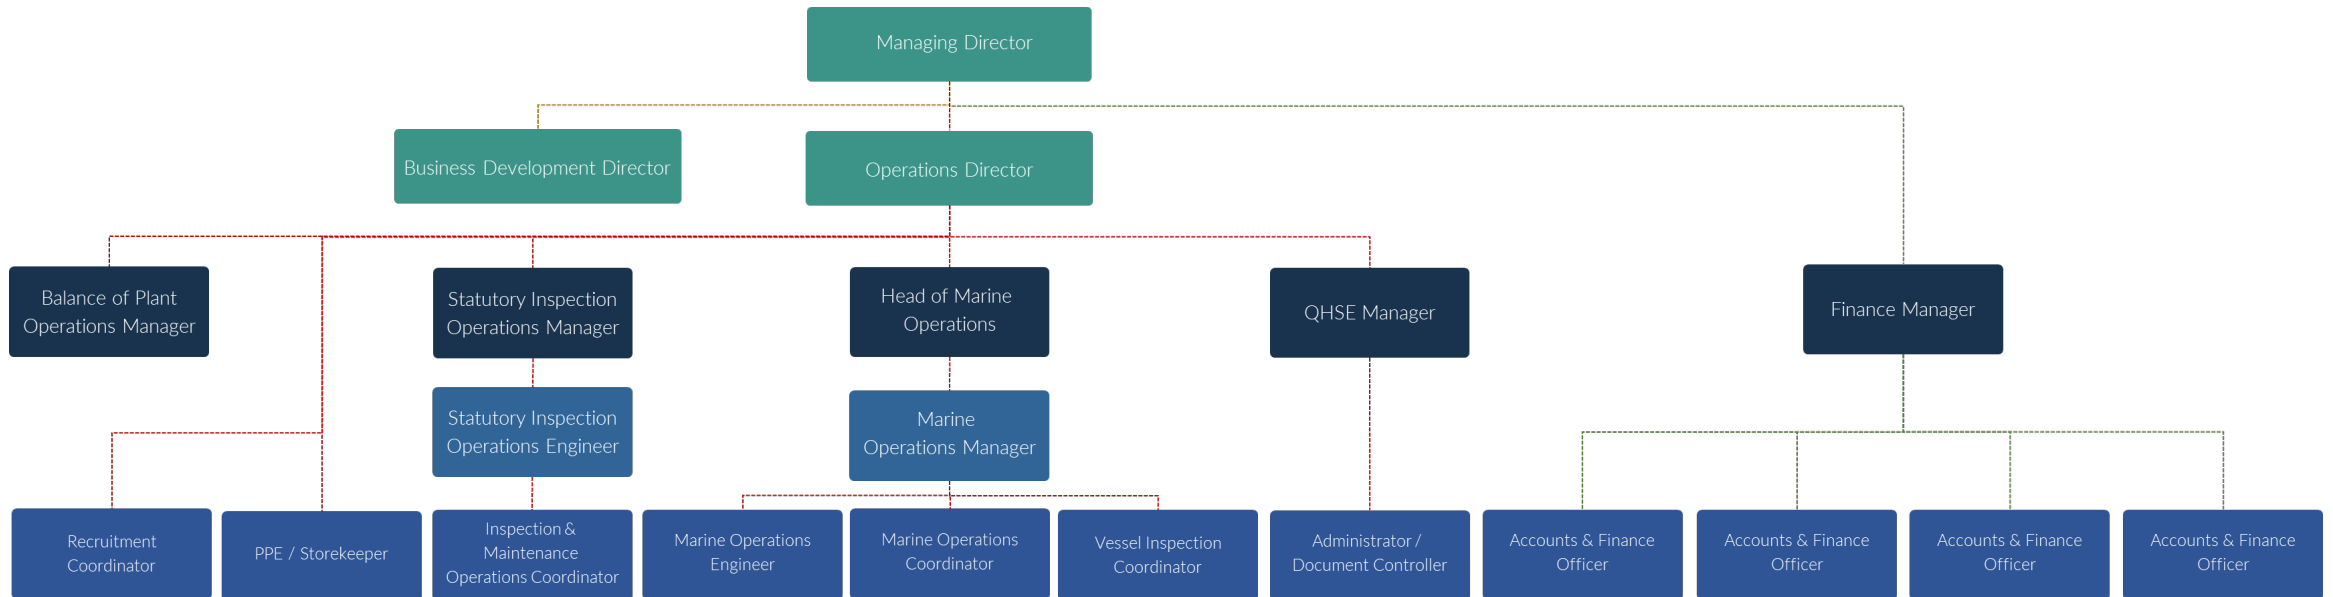 Managing Director
Business Development Director
Operations Director
Balance of Plant
Operations Manager
Statutory Inspection
Operations Manager
Head of Marine
Operations
QHSE Manager
Finance Manager
Statutory Inspection
Operations Engineer
Marine
Operations Manager
Recruitment
Coordinator
PPE / Storekeeper
Inspection &
Maintenance
Operations Coordinator
Marine Operations
Engineer
Marine Operations
Coordinator
Vessel Inspection
Coordinator
Administrator /
Document Controller
Accounts & Finance
Officer
Accounts & Finance
Officer
Accounts & Finance
Officer
Accounts & Finance
Officer